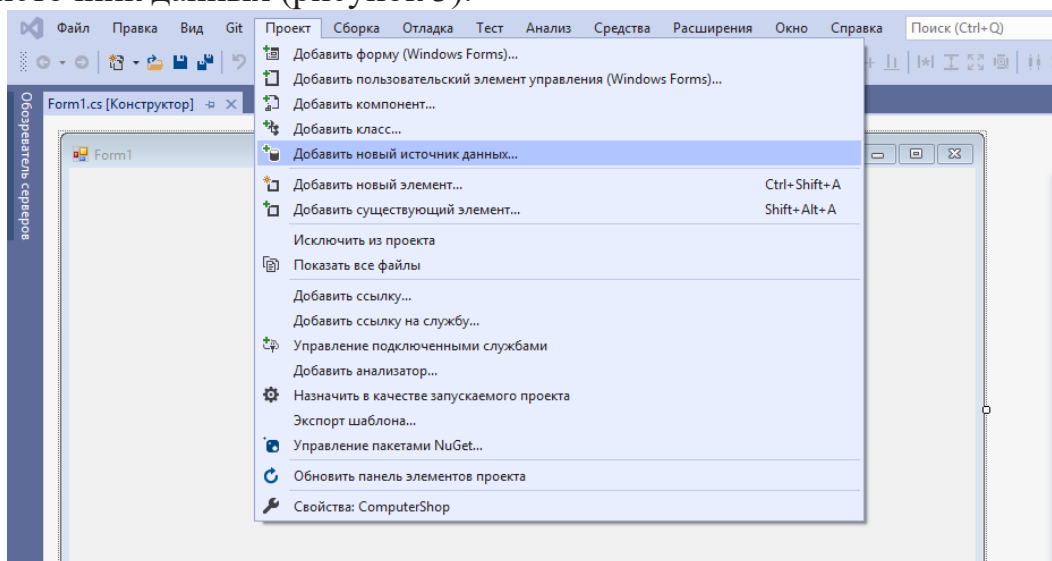 источник данных (рисунок 3).
Файл Правка Вид Git Проект Сборка Отладка Тест Анализ Средства Расширения Окно Справка Поиск (Ctrl+Q)
Обозреватель серверов
Form1.cs [Конструктор]
Form1
Добавить форму (Windows Forms)...
Добавить пользовательский элемент управления (Windows Forms)...
Добавить компонент...
Добавить класс...
Добавить новый источник данных...
Добавить новый элемент... Ctrl+Shift+A
Добавить существующий элемент... Shift+Alt+A
Исключить из проекта
Показать все файлы
Добавить ссылку...
Добавить ссылку на службу...
Управление подключенными службами
Добавить анализатор...
Назначить в качестве запускаемого проекта
Экспорт шаблона...
Управление пакетами NuGet...
Обновить панель элементов проекта
Свойства: ComputerShop